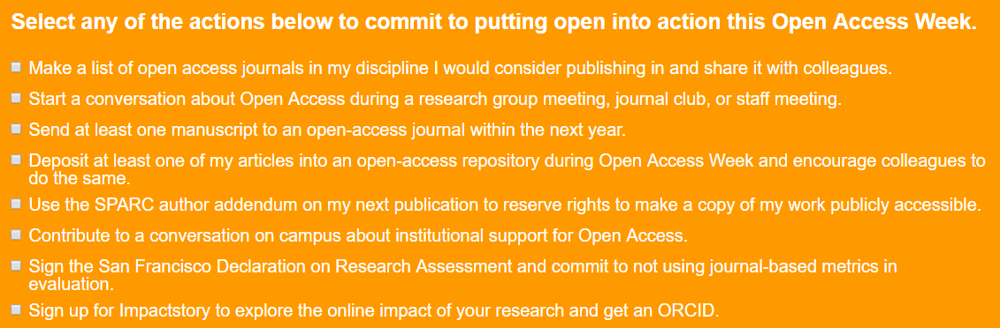 Select any of the actions below to commit to putting open into action this Open Access Week.
Make a list of open access journals in my discipline I would consider publishing in and share it with colleagues.
Start a conversation about Open Access during a research group meeting, journal club, or staff meeting.
Send at least one manuscript to an open-access journal within the next year.
Deposit at least one of my articles into an open-access repository during Open Access Week and encourage colleagues to
do the same.
Use the SPARC author addendum on my next publication to reserve rights to make a copy of my work publicly accessible.
Contribute to a conversation on campus about institutional support for Open Access.
Sign the San Francisco Declaration on Research Assessment and commit to not using journal-based metrics in
evaluation.
Sign up for Impactstory to explore the online impact of your research and get an ORCID.